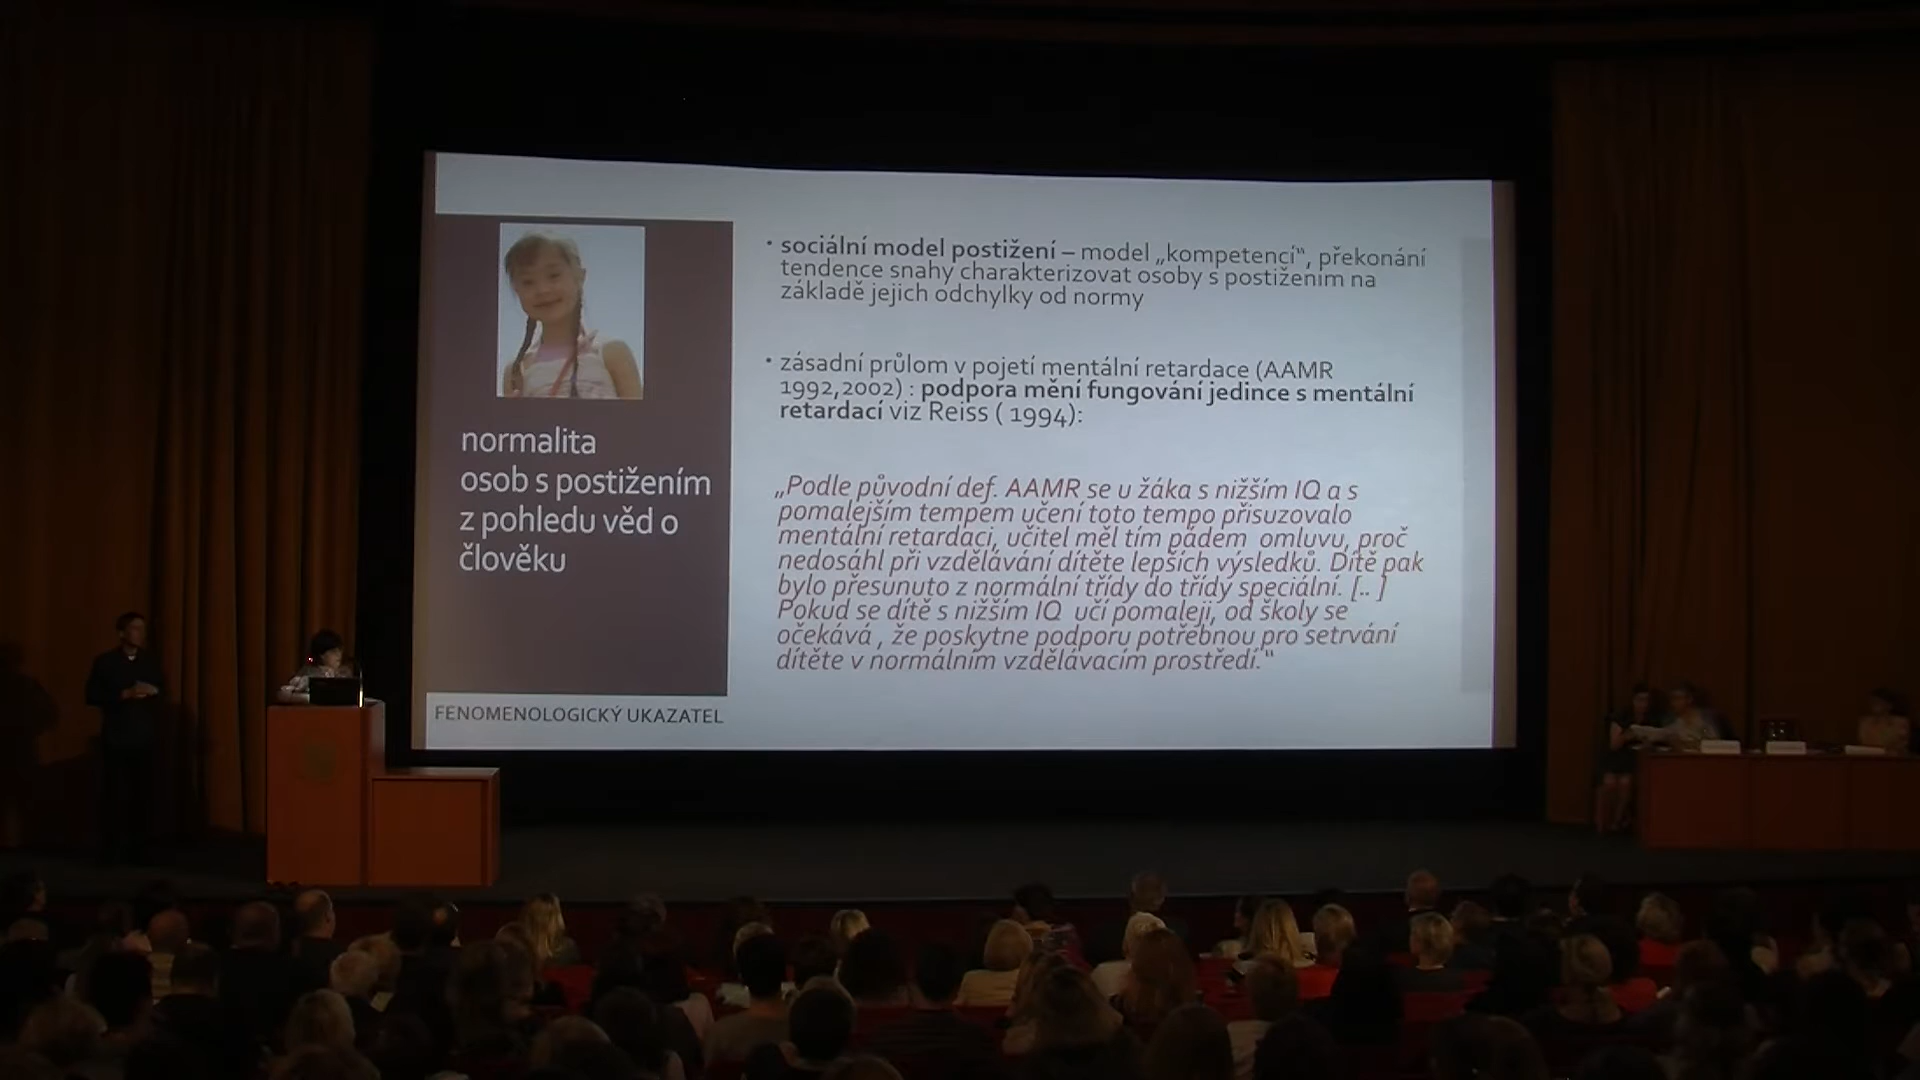 normalita
osob s postižením
z pohledu věd o
člověku
FENOMENOLOGICKÝ UKAZATEL
• sociální model postižení – model „kompetencí“, překonání
tendence snahy charakterizovat osoby s postižením na
základě jejich odchylky od normy
• zásadní průlom v pojetí mentální retardace (AAMR
1992,2002) : podpora mění fungování jedince s mentální
retardací viz Reiss ( 1994):
„Podle původní def. AAMR se u žáka s nižším IQ a s
pomalejším tempem učení toto tempo přisuzovalo
mentální retardaci, učitel měl tím pádem omluvu, proč
nedosáhl při vzdělávání dítěte lepších výsledků. Dítě pak
bylo přesunuto z normální třídy do třídy speciální. [.. ]
Pokud se dítě s nižším IQ učí pomaleji, od školy se
očekává , že poskytne podporu potřebnou pro setrvání
dítěte v normálním vzdělávacím prostředí.“